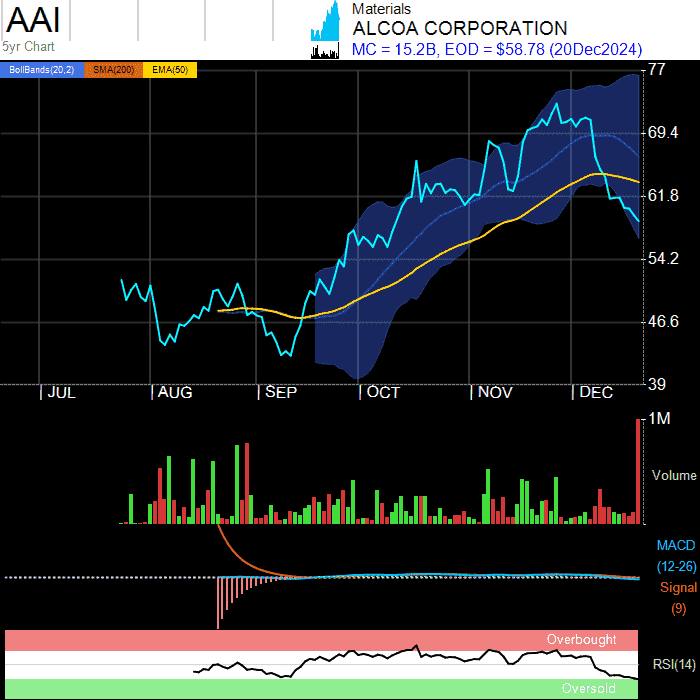 AAI
5yr Chart
Materials
ALCOA CORPORATION
MC = 15.2B, EOD = $58.78 (20Dec2024)
BollBands(20,2) SMA(200) EMA(50)
77
69.4
61.8
54.2
46.6
39
JUL AUG SEP OCT NOV DEC
1M
Volume
MACD
(12-26)
Signal
(9)
Overbought
RSI(14)
Oversold